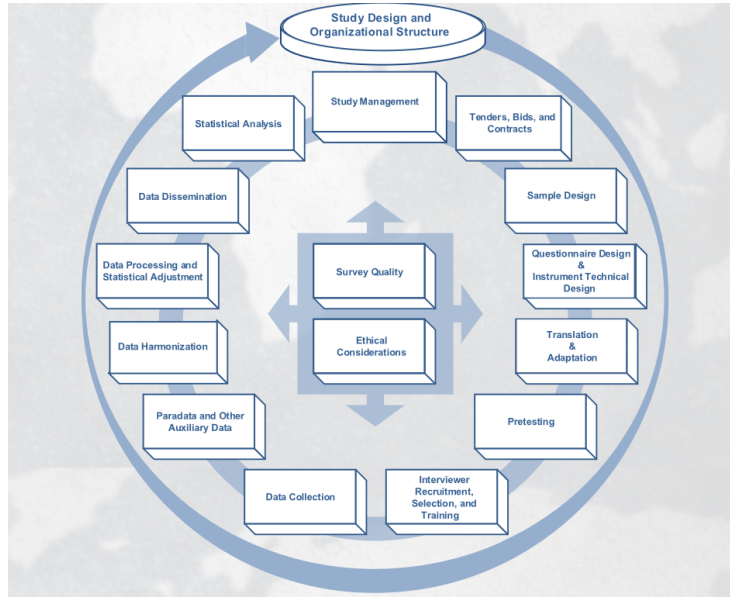 Study Design and
Organizational Structure
Study Management
Tenders, Bids, and
Contracts
Sample Design
Questionnaire Design
&
Instrument Technical
Design
Translation
&
Adaptation
Pretesting
Interviewer
Recruitment,
Selection, and
Training
Data Collection
Paradata and Other
Auxiliary Data
Data Harmonization
Data Processing and
Statistical Adjustment
Data Dissemination
Statistical Analysis
Survey Quality
Ethical
Considerations